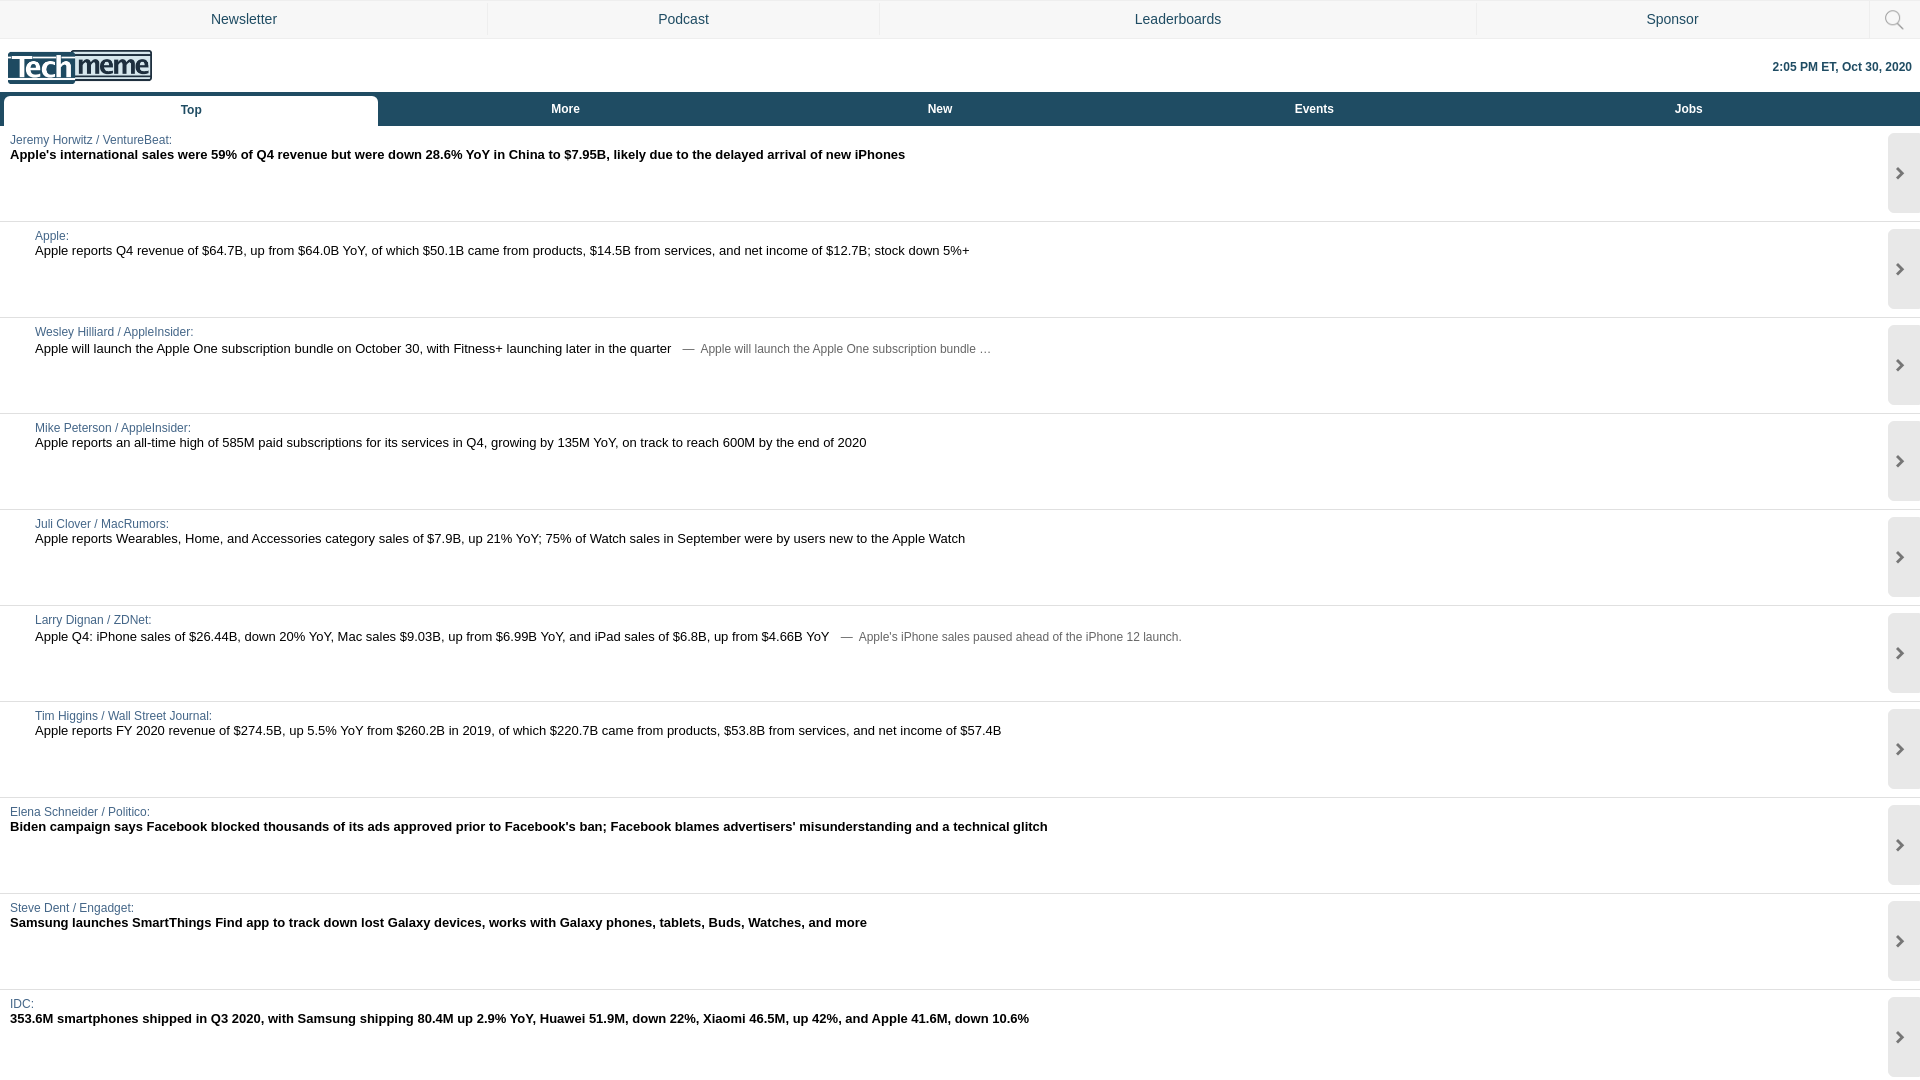 Newsletter
Podcast
Leaderboards
Sponsor
Techmeme
2:05 PM ET, Oct 30, 2020
Top
More
New
Events
Jobs
Jeremy Horwitz / VentureBeat:
Apple's international sales were 59% of Q4 revenue but were down 28.6% YoY in China to $7.95B, likely due to the delayed arrival of new iPhones
Apple:
Apple reports Q4 revenue of $64.7B, up from $64.0B YoY, of which $50.1B came from products, $14.5B from services, and net income of $12.7B; stock down 5%+
Wesley Hilliard / AppleInsider:
Apple will launch the Apple One subscription bundle on October 30, with Fitness+ launching later in the quarter — Apple will launch the Apple One subscription bundle …
Mike Peterson / AppleInsider:
Apple reports an all-time high of 585M paid subscriptions for its services in Q4, growing by 135M YoY, on track to reach 600M by the end of 2020
Juli Clover / MacRumors:
Apple reports Wearables, Home, and Accessories category sales of $7.9B, up 21% YoY; 75% of Watch sales in September were by users new to the Apple Watch
Larry Dignan / ZDNet:
Apple Q4: iPhone sales of $26.44B, down 20% YoY, Mac sales $9.03B, up from $6.99B YoY, and iPad sales of $6.8B, up from $4.66B YoY — Apple's iPhone sales paused ahead of the iPhone 12 launch.
Tim Higgins / Wall Street Journal:
Apple reports FY 2020 revenue of $274.5B, up 5.5% YoY from $260.2B in 2019, of which $220.7B came from products, $53.8B from services, and net income of $57.4B
Elena Schneider / Politico:
Biden campaign says Facebook blocked thousands of its ads approved prior to Facebook's ban; Facebook blames advertisers' misunderstanding and a technical glitch
Steve Dent / Engadget:
Samsung launches SmartThings Find app to track down lost Galaxy devices, works with Galaxy phones, tablets, Buds, Watches, and more
IDC:
353.6M smartphones shipped in Q3 2020, with Samsung shipping 80.4M up 2.9% YoY, Huawei 51.9M, down 22%, Xiaomi 46.5M, up 42%, and Apple 41.6M, down 10.6%